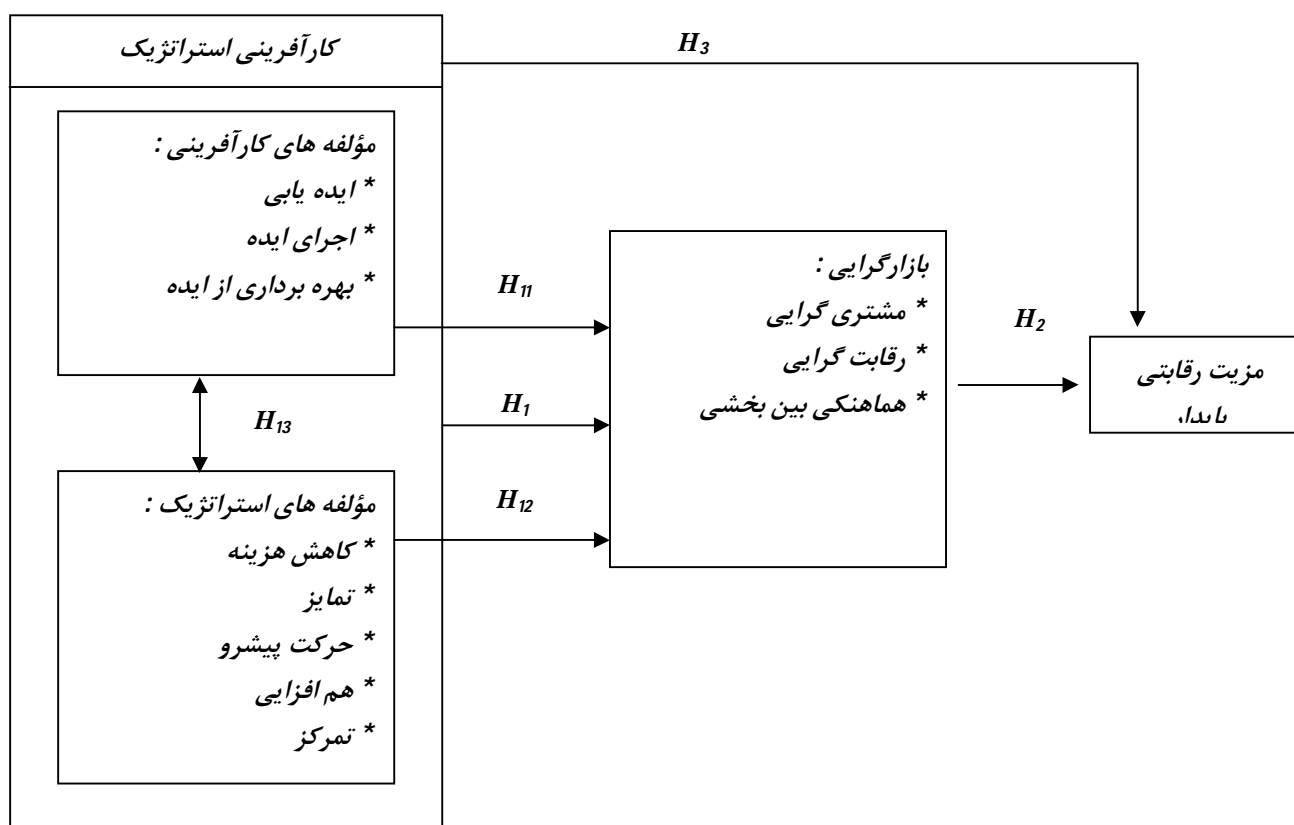 کارآفرینی استراتژیک
H3
مؤلفه های کارآفرینی :
* ایده یابی
* اجرای ایده
* بهره برداری از ایده
H11
H1
H12
H13
مؤلفه های استراتژیک :
* کاهش هزینه
* تمایز
* حرکت پیشرو
* هم افزایی
* تمرکز
بازارگرایی :
* مشتری گرایی
* رقابت گرایی
* هماهنکی بین بخشی
H2
مزیت رقابتی